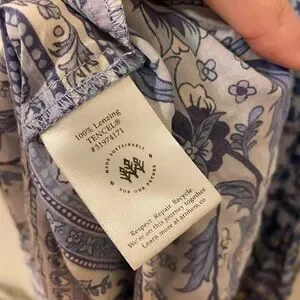 100% Lenzing
TENCEL®
#31974171
MADE SUSTAINABLY
FOR OUR FUTURE
Respect. Repair. Recycle.
We're on this journey together.
Learn more at arnhem.co